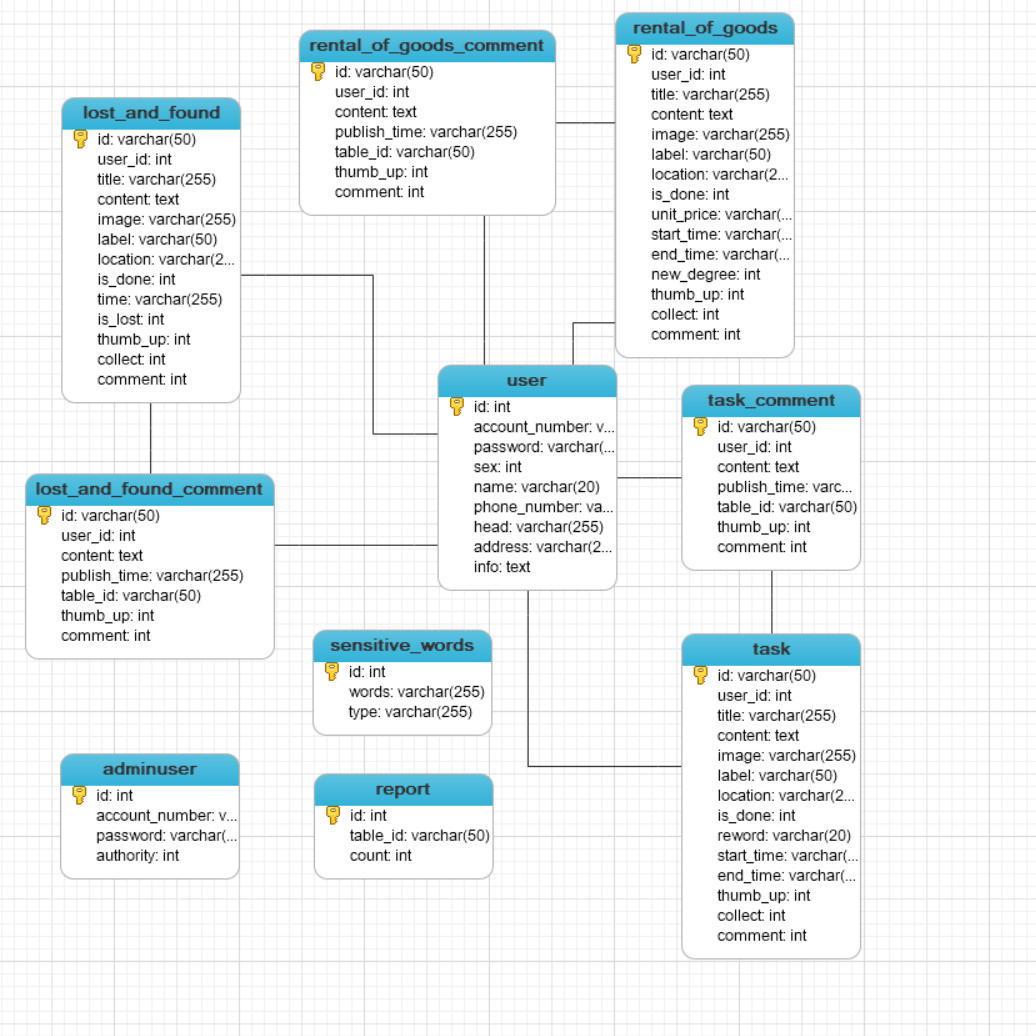 rental_of_goods_comment
id: varchar(50)
user_id: int
content: text
publish_time: varchar(255)
table_id: varchar(50)
thumb_up: int
comment: int
rental_of_goods
id: varchar(50)
user_id: int
title: varchar(255)
content: text
image: varchar(255)
label: varchar(50)
location: varchar(2...
is_done: int
unit_price: varchar(...
start_time: varchar(...
end_time: varchar(...
new_degree: int
thumb_up: int
collect: int
comment: int
lost_and_found
id: varchar(50)
user_id: int
title: varchar(255)
content: text
image: varchar(255)
label: varchar(50)
location: varchar(2...
is_done: int
time: varchar(255)
is_lost: int
thumb_up: int
collect: int
comment: int
user
id: int
account_number: v...
password: varchar(...
sex: int
name: varchar(20)
phone_number: va...
head: varchar(255)
address: varchar(2...
info: text
task_comment
id: varchar(50)
user_id: int
content: text
publish_time: varc...
table_id: varchar(50)
thumb_up: int
comment: int
lost_and_found_comment
id: varchar(50)
user_id: int
content: text
publish_time: varchar(255)
table_id: varchar(50)
thumb_up: int
comment: int
sensitive_words
id: int
words: varchar(255)
type: varchar(255)
task
id: varchar(50)
user_id: int
title: varchar(255)
content: text
image: varchar(255)
label: varchar(50)
location: varchar(2...
is_done: int
reword: varchar(20)
start_time: varchar(...
end_time: varchar(...
thumb_up: int
collect: int
comment: int
adminuser
id: int
account_number: v...
password: varchar(...
authority: int
report
id: int
table_id: varchar(50)
count: int